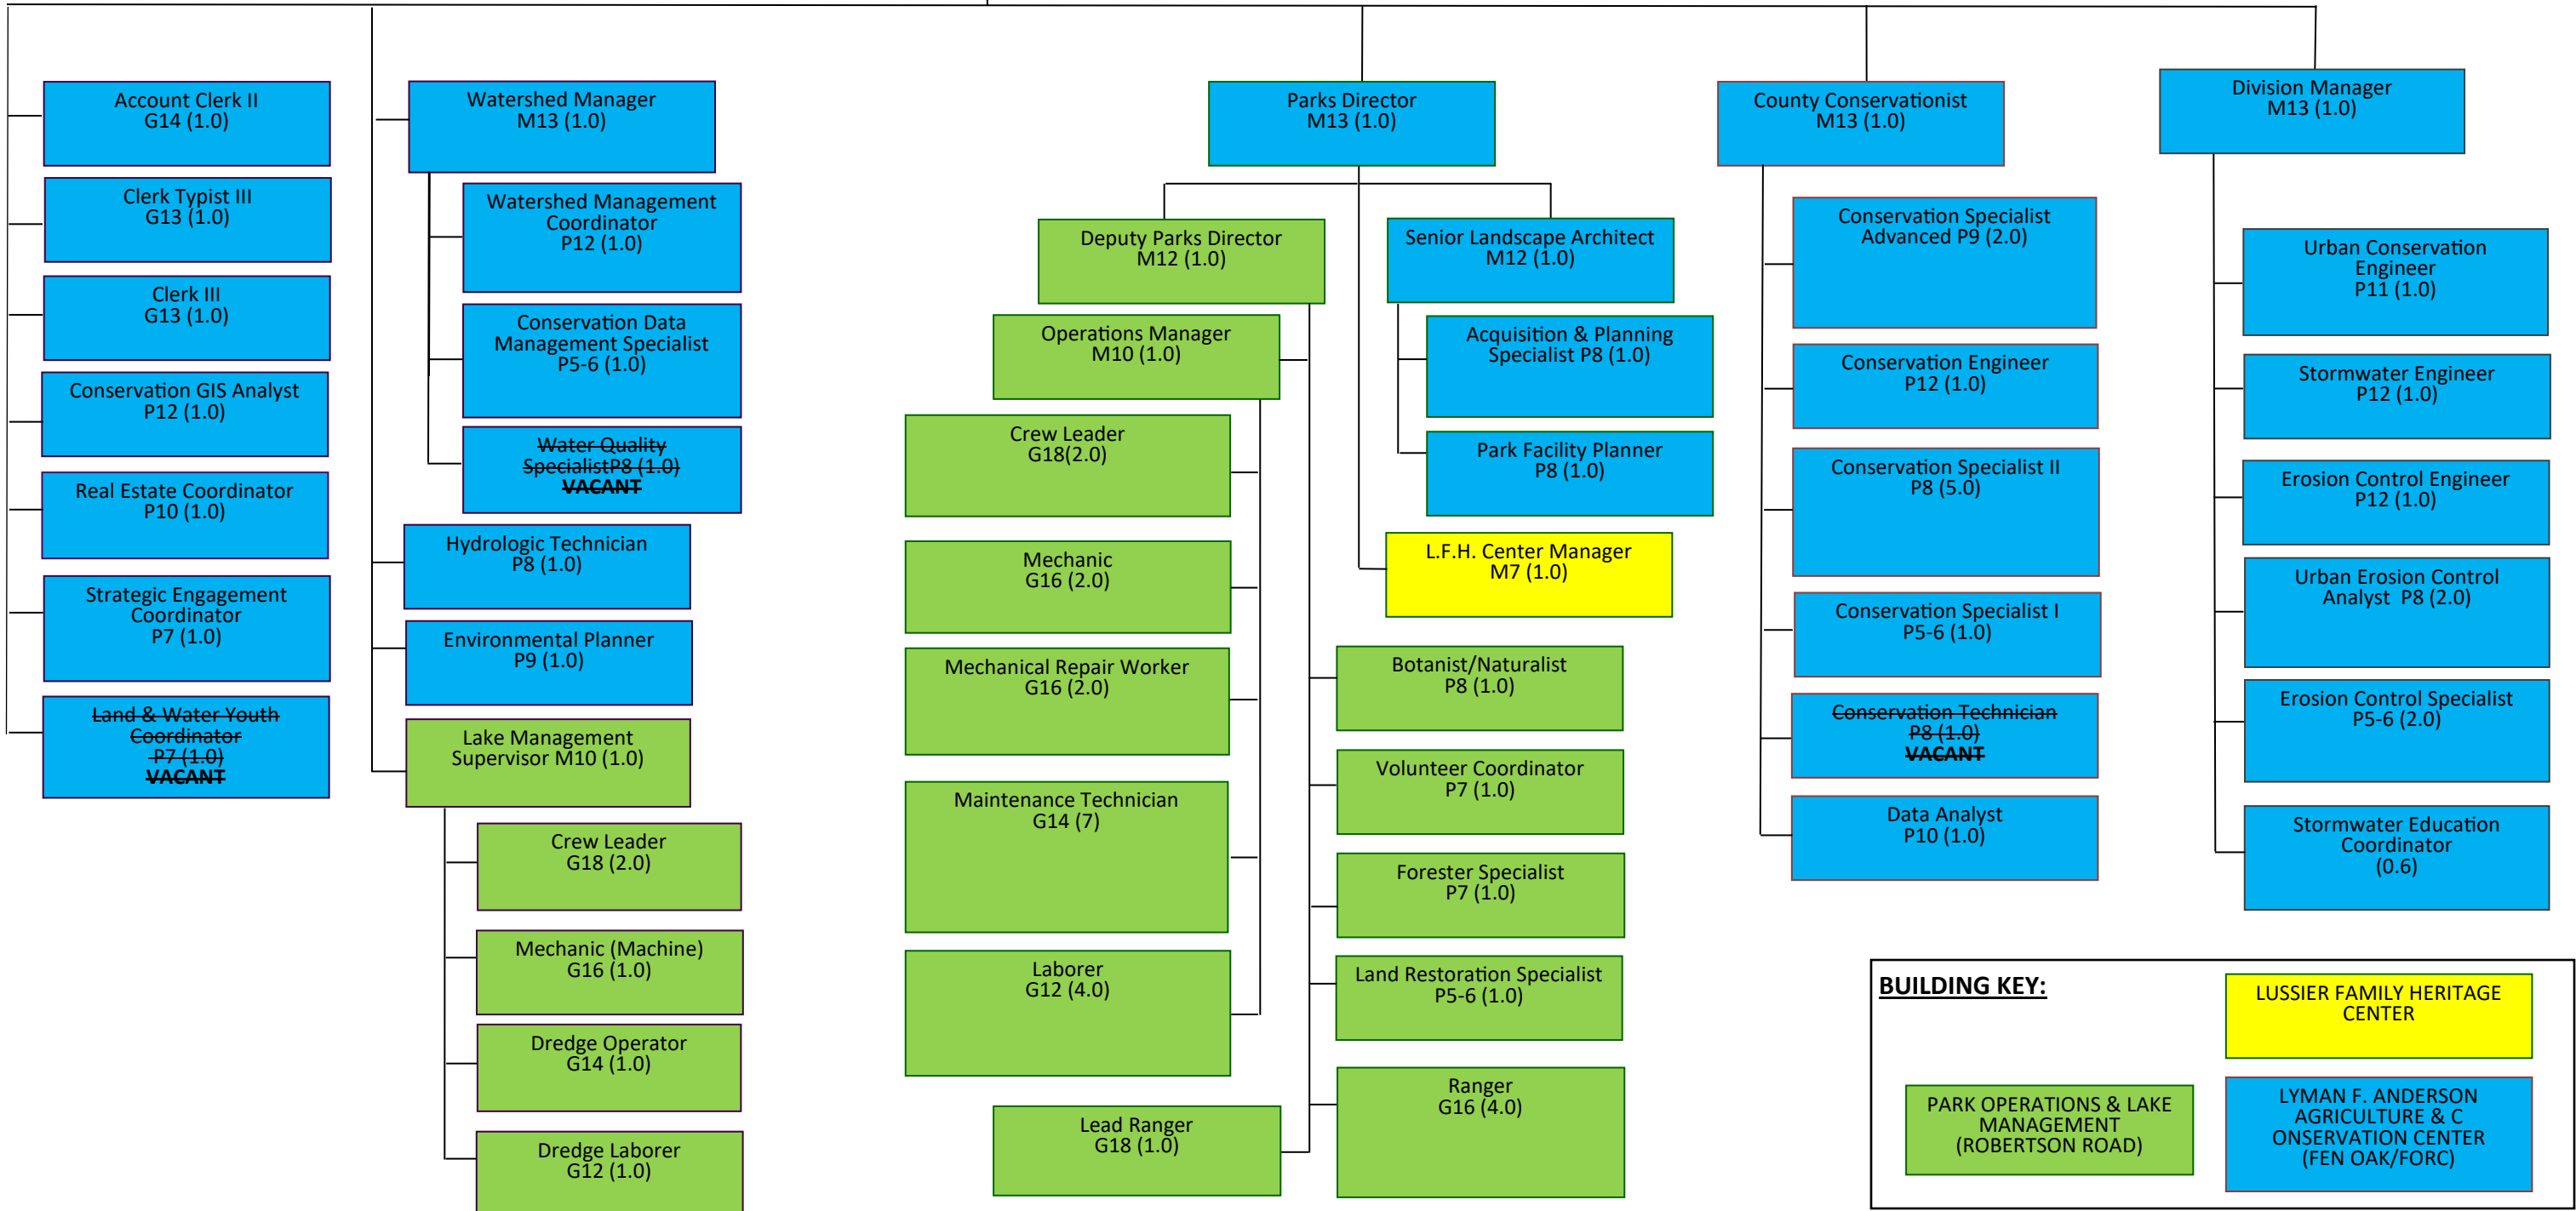 Account Clerk II
G14 (1.0)
Clerk Typist III
G13 (1.0)
Clerk III
G13 (1.0)
Conservation GIS Analyst
P12 (1.0)
Real Estate Coordinator
P10 (1.0)
Strategic Engagement
Coordinator
P7 (1.0)
Land & Water Youth
Coordinator
P7 (1.0)
VACANT
Watershed Manager
M13 (1.0)
Watershed Management
Coordinator
P12 (1.0)
Conservation Data
Management Specialist
P5-6 (1.0)
Water Quality
SpecialistP8 (1.0)
VACANT
Hydrologic Technician
P8 (1.0)
Environmental Planner
P9 (1.0)
Lake Management
Supervisor M10 (1.0)
Crew Leader
G18 (2.0)
Mechanic (Machine)
G16 (1.0)
Dredge Operator
G14 (1.0)
Dredge Laborer
G12 (1.0)
Parks Director
M13 (1.0)
Deputy Parks Director
M12 (1.0)
Operations Manager
M10 (1.0)
Crew Leader
G18(2.0)
Mechanic
G16 (2.0)
Mechanical Repair Worker
G16 (2.0)
Maintenance Technician
G14 (7)
Laborer
G12 (4.0)
Lead Ranger
G18 (1.0)
Senior Landscape Architect
M12 (1.0)
Acquisition & Planning
Specialist P8 (1.0)
Park Facility Planner
P8 (1.0)
L.F.H. Center Manager
M7 (1.0)
Botanist/Naturalist
P8 (1.0)
Volunteer Coordinator
P7 (1.0)
Forester Specialist
P7 (1.0)
Land Restoration Specialist
P5-6 (1.0)
Ranger
G16 (4.0)
County Conservationist
M13 (1.0)
Conservation Specialist
Advanced P9 (2.0)
Conservation Engineer
P12 (1.0)
Conservation Specialist II
P8 (5.0)
Conservation Specialist I
P5-6 (1.0)
Conservation Technician
P8 (1.0)
VACANT
Data Analyst
P10 (1.0)
Division Manager
M13 (1.0)
Urban Conservation
Engineer
P11 (1.0)
Stormwater Engineer
P12 (1.0)
Erosion Control Engineer
P12 (1.0)
Urban Erosion Control
Analyst P8 (2.0)
Erosion Control Specialist
P5-6 (2.0)
Stormwater Education
Coordinator
(0.6)
BUILDING KEY:
LUSSIER FAMILY HERITAGE
CENTER
PARK OPERATIONS & LAKE
MANAGEMENT
(ROBERTSON ROAD)
LYMAN F. ANDERSON
AGRICULTURE & C
ONSERVATION CENTER
(FEN OAK/FORC)